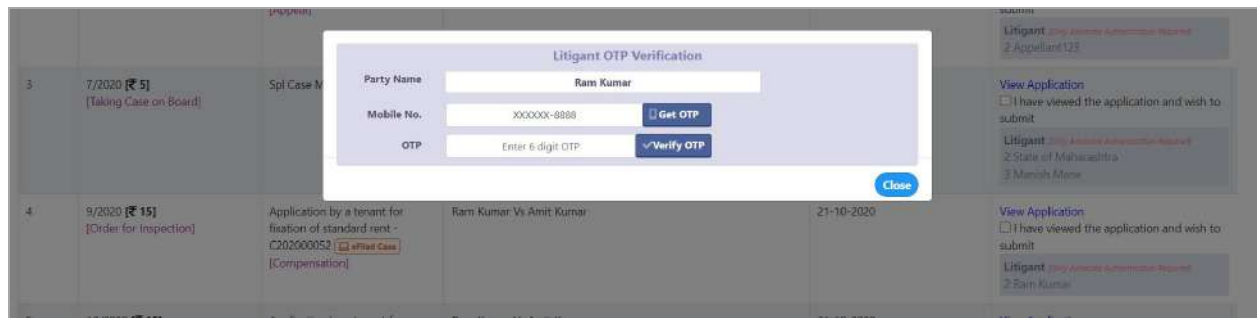 [Appeal]
submit
Litigant
2 Appellant123
Litigant OTP Verification
Party Name Ram Kumar
Mobile No. XXXXXX-8888 Get OTP
OTP Enter 6 digit OTP Verify OTP
Close
3 7/2020 [₹ 5] Spl Case M View Application
[Taking Case on Board] I have viewed the application and wish to
submit
Litigant
2 State of Maharashtra
3 Manish Mane
4 9/2020 [₹ 15] Application by a tenant for Ram Kumar Vs Amit Kumar 21-10-2020 View Application
[Order for Inspection] fixation of standard rent - I have viewed the application and wish to
C202000052 eFiled Case submit
[Compensation] Litigant
2 Ram Kumar